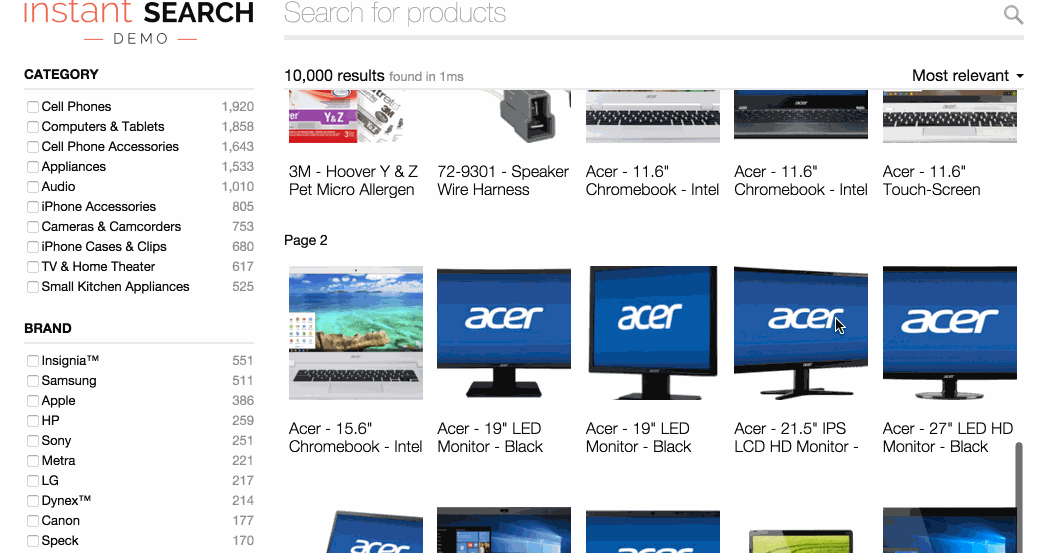 instant SEARCH
DEMO
Search for products
CATEGORY
Cell Phones 1,920
Computers & Tablets 1,858
Cell Phone Accessories 1,643
Appliances 1,533
Audio 1,010
iPhone Accessories 805
Cameras & Camcorders 753
iPhone Cases & Clips 680
TV & Home Theater 617
Small Kitchen Appliances 525
BRAND
Insignia™ 551
Samsung 511
Apple 386
HP 259
Sony 251
Metra 221
LG 217
Dynex™ 214
Canon 177
Speck 170
10,000 results found in 1ms
Most relevant
Y&Z
acer
3M - Hoover Y & Z
Pet Micro Allergen
72-9301 - Speaker
Wire Harness
Acer - 11.6"
Chromebook - Intel
Acer - 11.6"
Chromebook - Intel
Acer - 11.6"
Touch-Screen
Page 2
acer
acer
acer
acer
Acer - 15.6"
Chromebook - Intel
Acer - 19" LED
Monitor - Black
Acer - 19" LED
Monitor - Black
Acer - 21.5" IPS
LCD HD Monitor -
Acer - 27" LED HD
Monitor - Black
acer
acer